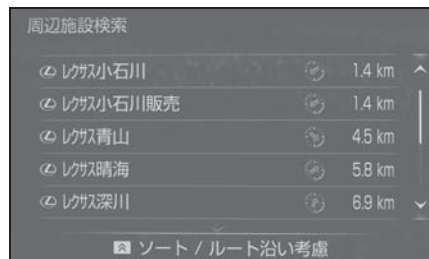 周辺施設検索
レクサス小石川 1.4 km
レクサス小石川販売 1.4 km
レクサス青山 4.5 km
レクサス晴海 5.8 km
レクサス深川 6.9 km
ソート / ルート沿い考慮